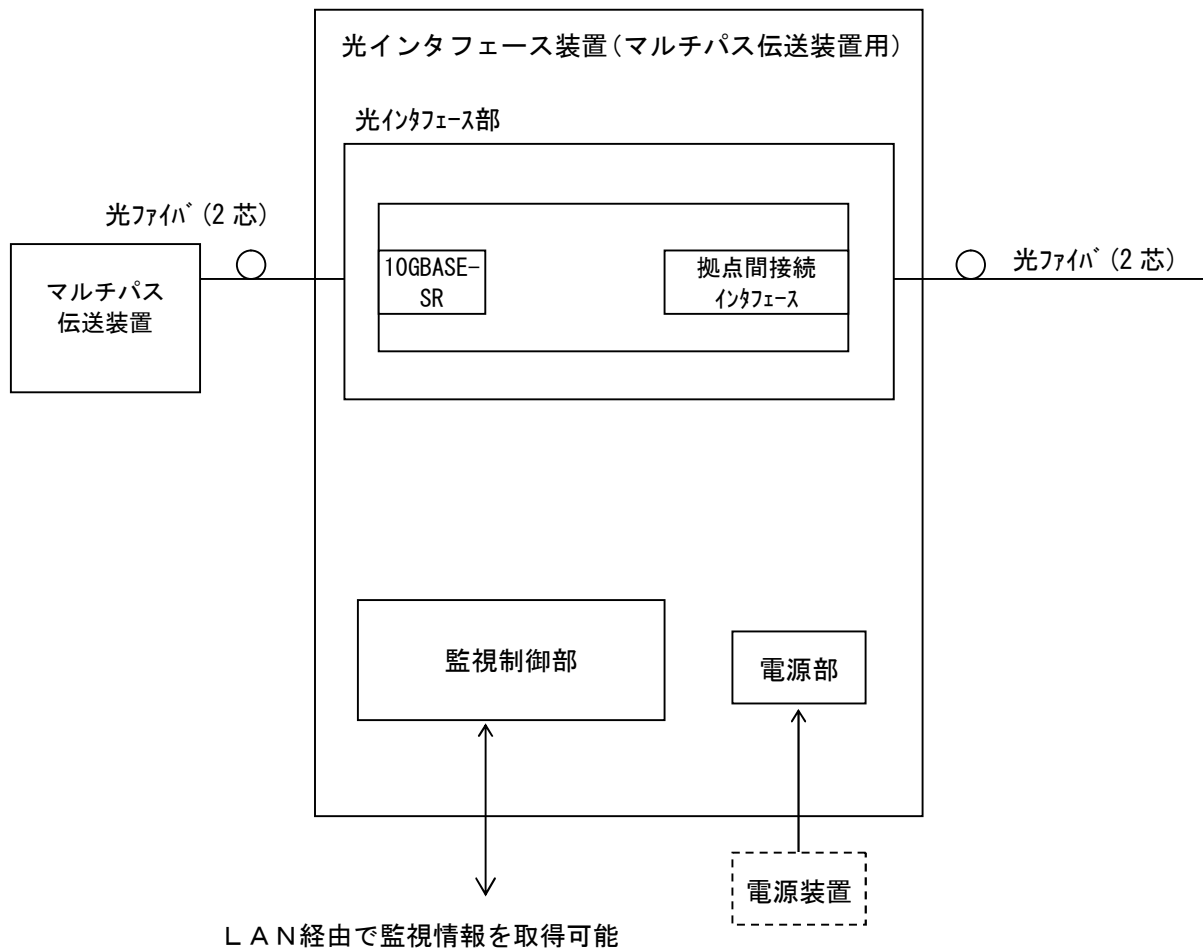 光インタフェース装置(マルチパス伝送装置用)
光ｲﾝﾀﾌｪｰｽ部
光ﾌｧｲﾊﾞ(2芯)
マルチパス
伝送装置
10GBASE-
SR
拠点間接続
ｲﾝﾀﾌｪｰｽ
光ﾌｧｲﾊﾞ(2芯)
監視制御部
電源部
電源装置
ＬＡＮ経由で監視情報を取得可能